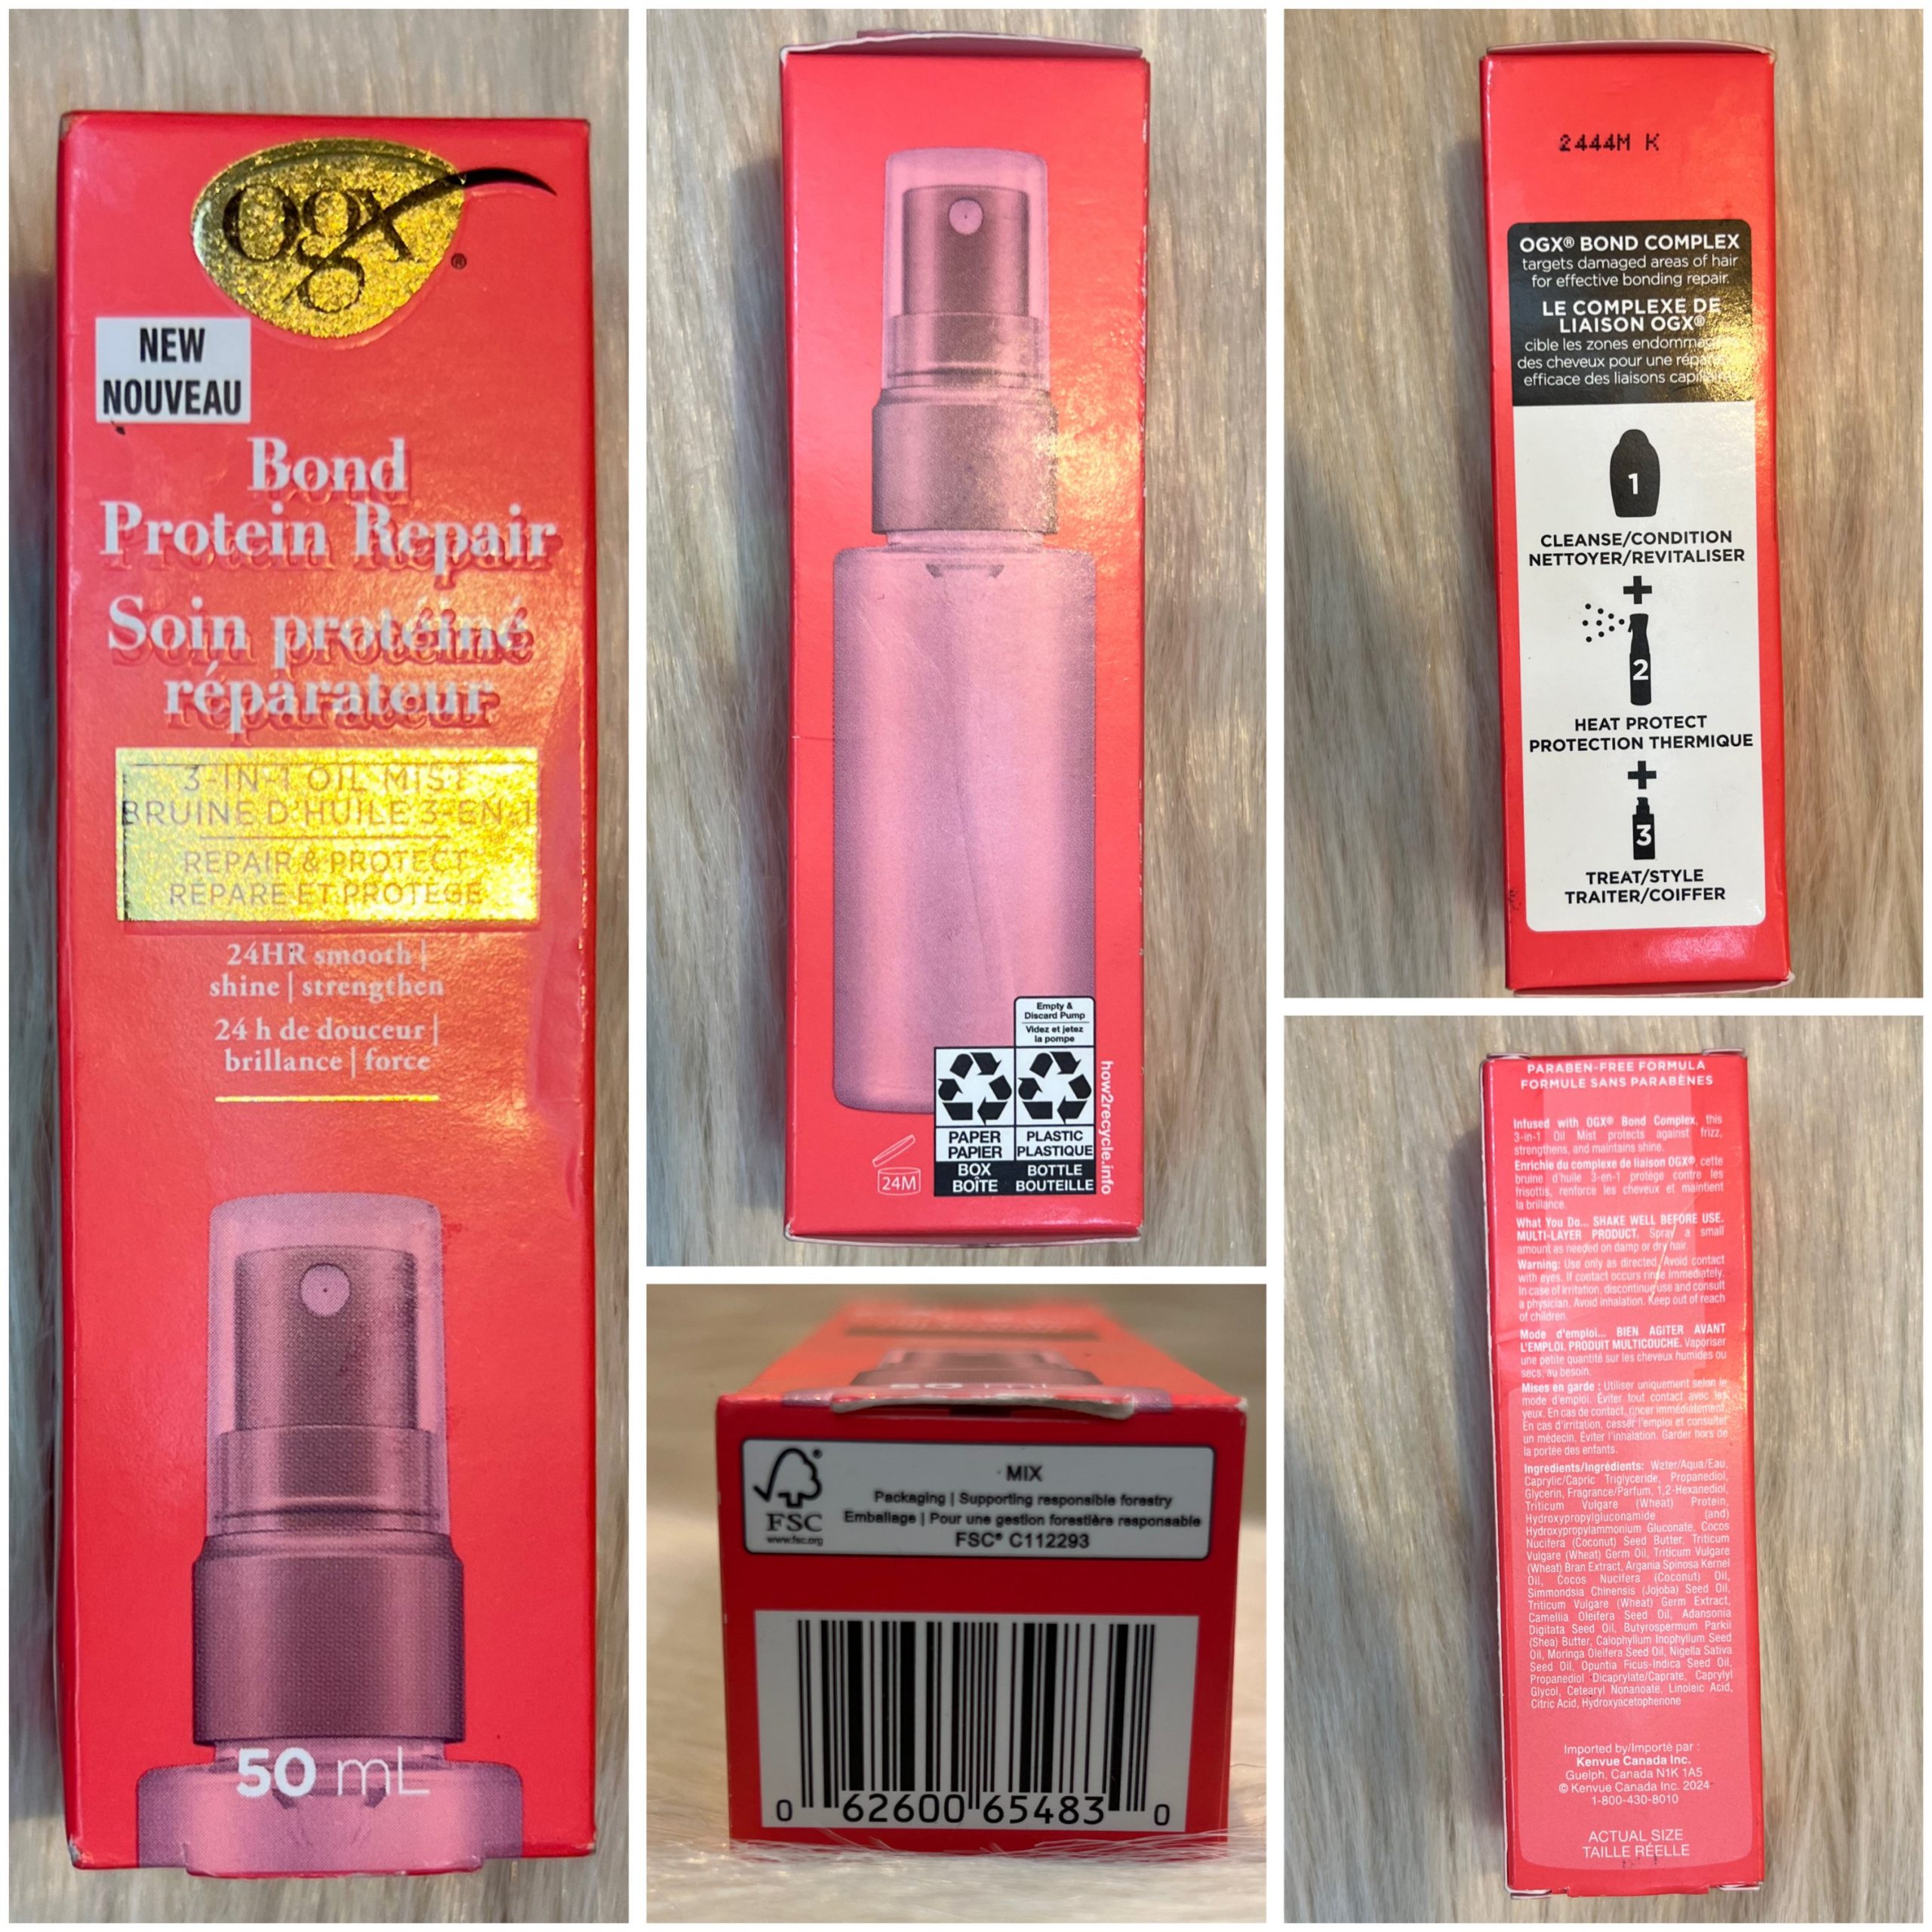 ogx®
NEW
NOUVEAU
Bond
Protein Repair
Soin protéiné
réparateur
3-IN-1 OIL MIST
BRUINE D'HUILE 3-EN-1
REPAIR & PROTECT
RÉPARE ET PROTÈGE
24HR smooth |
shine | strengthen
24 h de douceur |
brillance | force
50 mL
Empty &
Discard Pump
Videz et jetez
la pompe
PAPER
PAPIER
BOX
BOÎTE
PLASTIC
PLASTIQUE
BOTTLE
BOUTEILLE
how2recycle.info
24M
50 mL
FSC®
www.fsc.org
MIX
Packaging | Supporting responsible forestry
Emballage | Pour une gestion forestière responsable
FSC® C112293
0 62600 65483 0
2444M K
OGX® BOND COMPLEX
targets damaged areas of hair
for effective bonding repair.
LE COMPLEXE DE
LIAISON OGX®
cible les zones
des cheveux pour une
efficace des liaisons
1
CLEANSE/CONDITION
NETTOYER/REVITALISER
+
2
HEAT PROTECT
PROTECTION THERMIQUE
+
3
TREAT/STYLE
TRAITER/COIFFER
PARABEN-FREE FORMULA
FORMULE SANS PARABÈNES
Infused with OGX® Bond Complex, this
3-in-1 Oil Mist protects against frizz,
strengthens, and maintains shine.
Enrichie du complexe de liaison OGX®, cette
bruine d'huile 3-en-1 protège contre les
frisottis, renforce les cheveux et maintient
la brillance.
What You Do... SHAKE WELL BEFORE USE.
MULTI-LAYER PRODUCT. Spray a small
amount as needed on damp or dry hair.
Warning: Use only as directed. Avoid contact
with eyes. If contact occurs rinse immediately.
In case of irritation, discontinue use and consult
a physician. Avoid inhalation. Keep out of reach
of children.
Mode d'emploi... BIEN AGITER AVANT
L'EMPLOI. PRODUIT MULTICOUCHE. Vaporiser
une petite quantité sur les cheveux humides ou
secs, au besoin.
Mises en garde : Utiliser uniquement selon le
mode d'emploi. Éviter tout contact avec les
yeux. En cas de contact, rincer immédiatement.
En cas d'irritation, cesser l'emploi et consulter
un médecin. Éviter l'inhalation. Garder hors de
la portée des enfants.
Ingredients/Ingrédients: Water/Aqua/Eau,
Caprylic/Capric Triglyceride, Propanediol,
Glycerin, Fragrance/Parfum, 1,2-Hexanediol,
Triticum Vulgare (Wheat) Protein,
Hydroxypropylgluconamide (and)
Hydroxypropylammonium Gluconate, Cocos
Nucifera (Coconut) Seed Butter, Triticum
Vulgare (Wheat) Germ Oil, Triticum Vulgare
(Wheat) Bran Extract, Argania Spinosa Kernel
Oil, Cocos Nucifera (Coconut) Oil,
Simmondsia Chinensis (Jojoba) Seed Oil,
Triticum Vulgare (Wheat) Germ Extract,
Camellia Oleifera Seed Oil, Adansonia
Digitata Seed Oil, Butyrospermum Parkii
(Shea) Butter, Calophyllum Inophyllum Seed
Oil, Moringa Oleifera Seed Oil, Nigella Sativa
Seed Oil, Opuntia Ficus-Indica Seed Oil,
Propanediol Dicaprylate/Caprate, Caprylyl
Glycol, Cetearyl Nonanoate, Linoleic Acid,
Citric Acid, Hydroxyacetophenone
Imported by/Importé par :
Kenvue Canada Inc.
Guelph, Canada N1K 1A5
© Kenvue Canada Inc. 2024
1-800-430-8010
ACTUAL SIZE
TAILLE RÉELLE